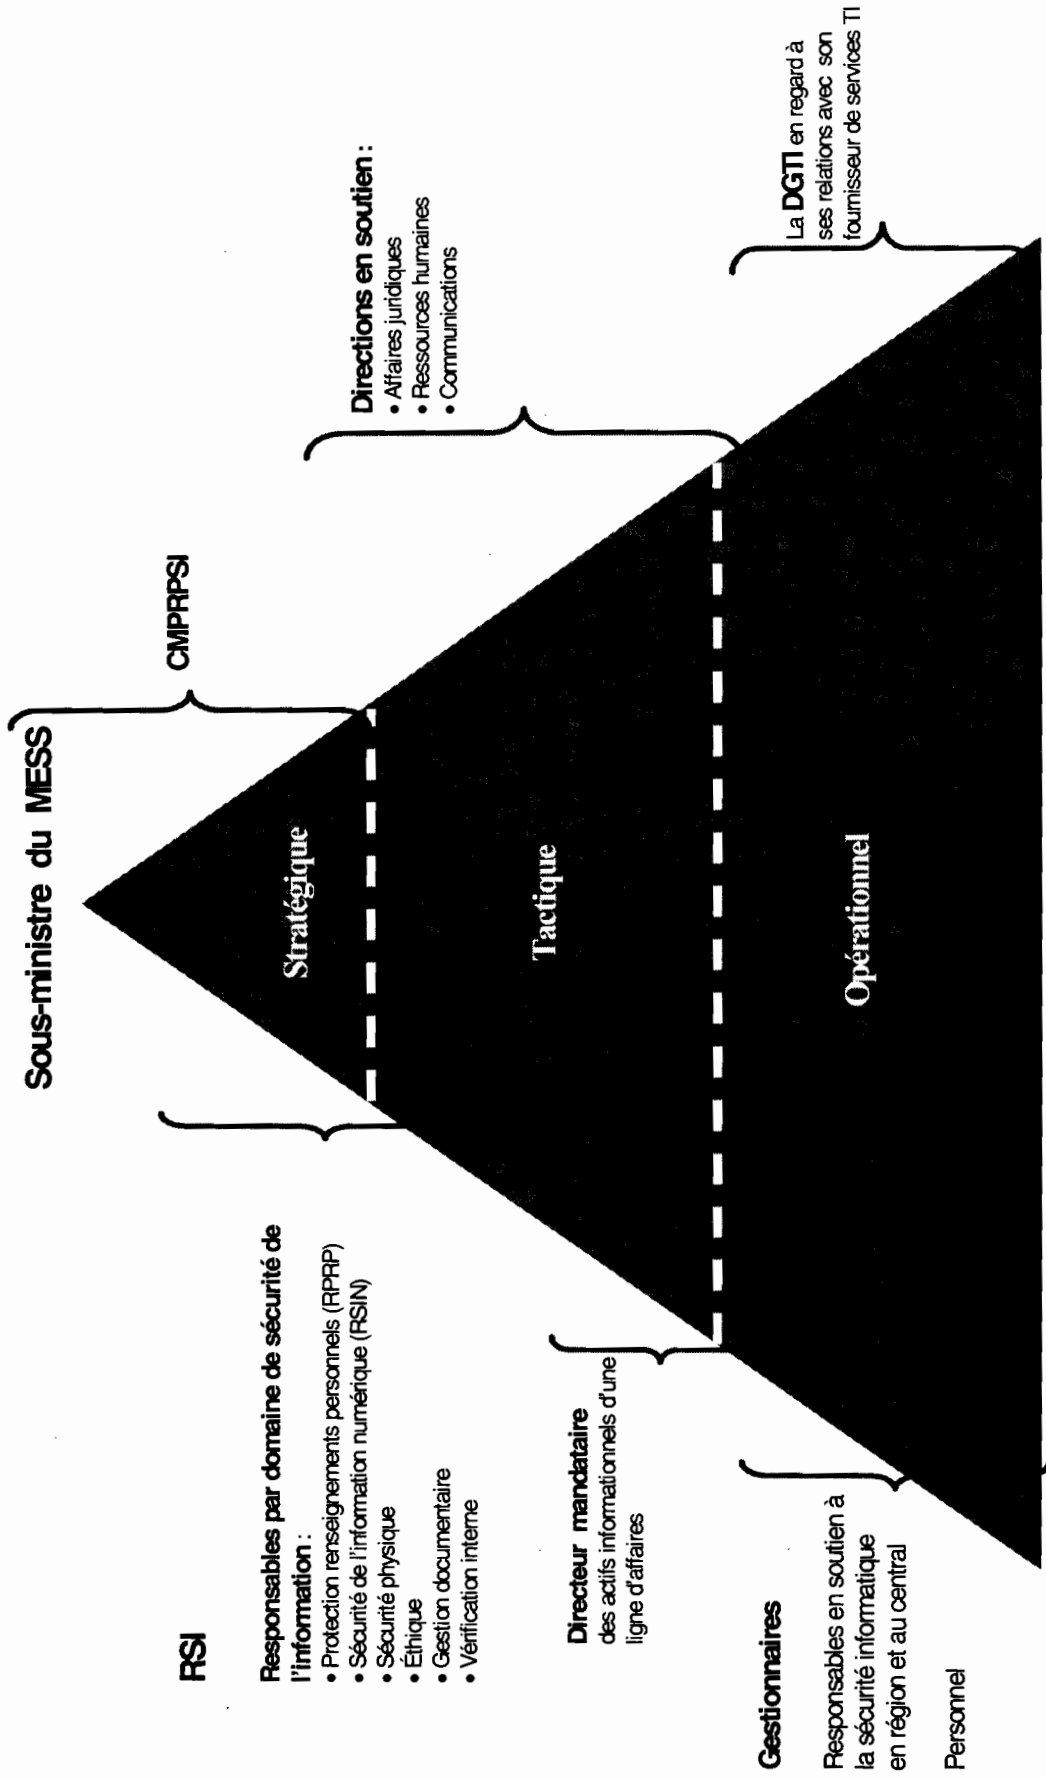 Sous-ministre du MESS
CMPRPSI
RSI
Responsables par domaine de sécurité de
l'information :
• Protection renseignements personnels (RPRP)
• Sécurité de l'information numérique (RSIN)
• Sécurité physique
• Éthique
• Gestion documentaire
• Vérification interne
Stratégique
Directions en soutien :
• Affaires juridiques
• Ressources humaines
• Communications
Directeur mandataire
des actifs informationnels d'une
ligne d'affaires
Tactique
La DGTI en regard à
ses relations avec son
fournisseur de services TI
Gestionnaires
Responsables en soutien à
la sécurité informatique
en région et au central
Personnel
Opérationnel